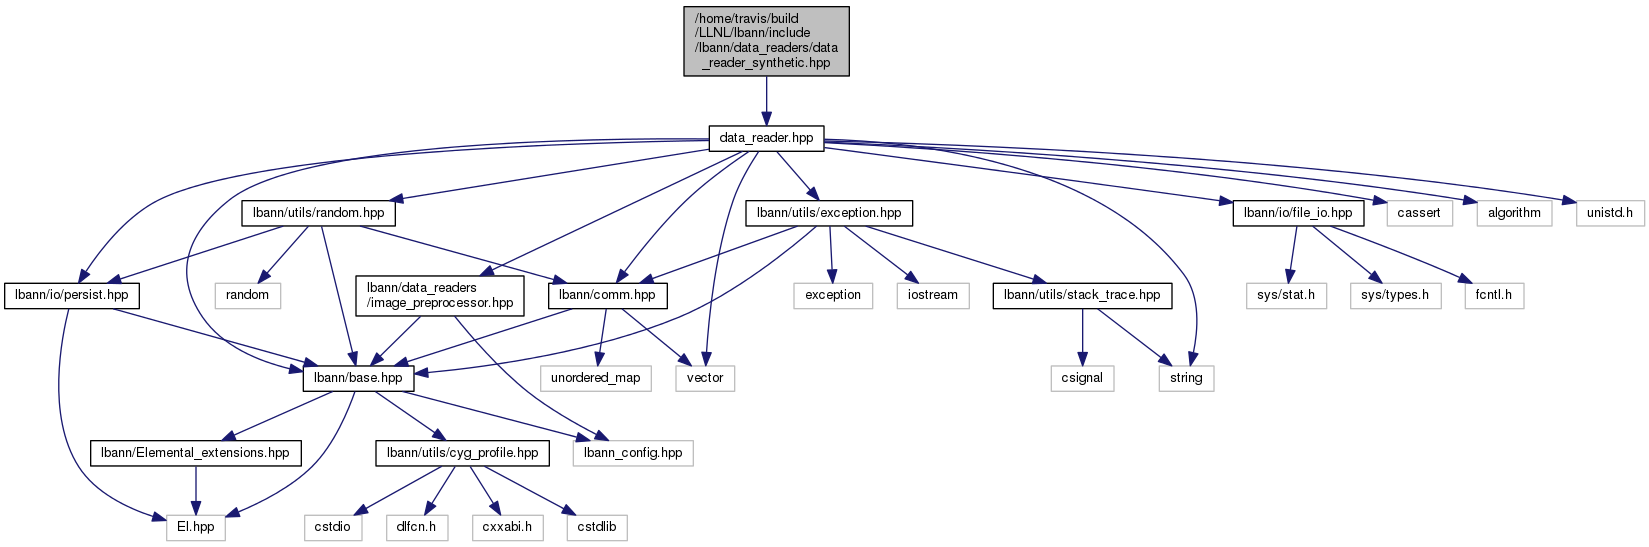 /home/travis/build
/LLNL/lbann/include
/lbann/data_readers/data
_reader_synthetic.hpp
data_reader.hpp
lbann/utils/random.hpp
lbann/utils/exception.hpp
lbann/io/file_io.hpp
cassert
algorithm
unistd.h
lbann/io/persist.hpp
random
lbann/data_readers
/image_preprocessor.hpp
lbann/comm.hpp
exception
iostream
lbann/utils/stack_trace.hpp
sys/stat.h
sys/types.h
fcntl.h
lbann/base.hpp
unordered_map
vector
csignal
string
lbann/Elemental_extensions.hpp
lbann/utils/cyg_profile.hpp
lbann_config.hpp
El.hpp
cstdio
dlfcn.h
cxxabi.h
cstdlib